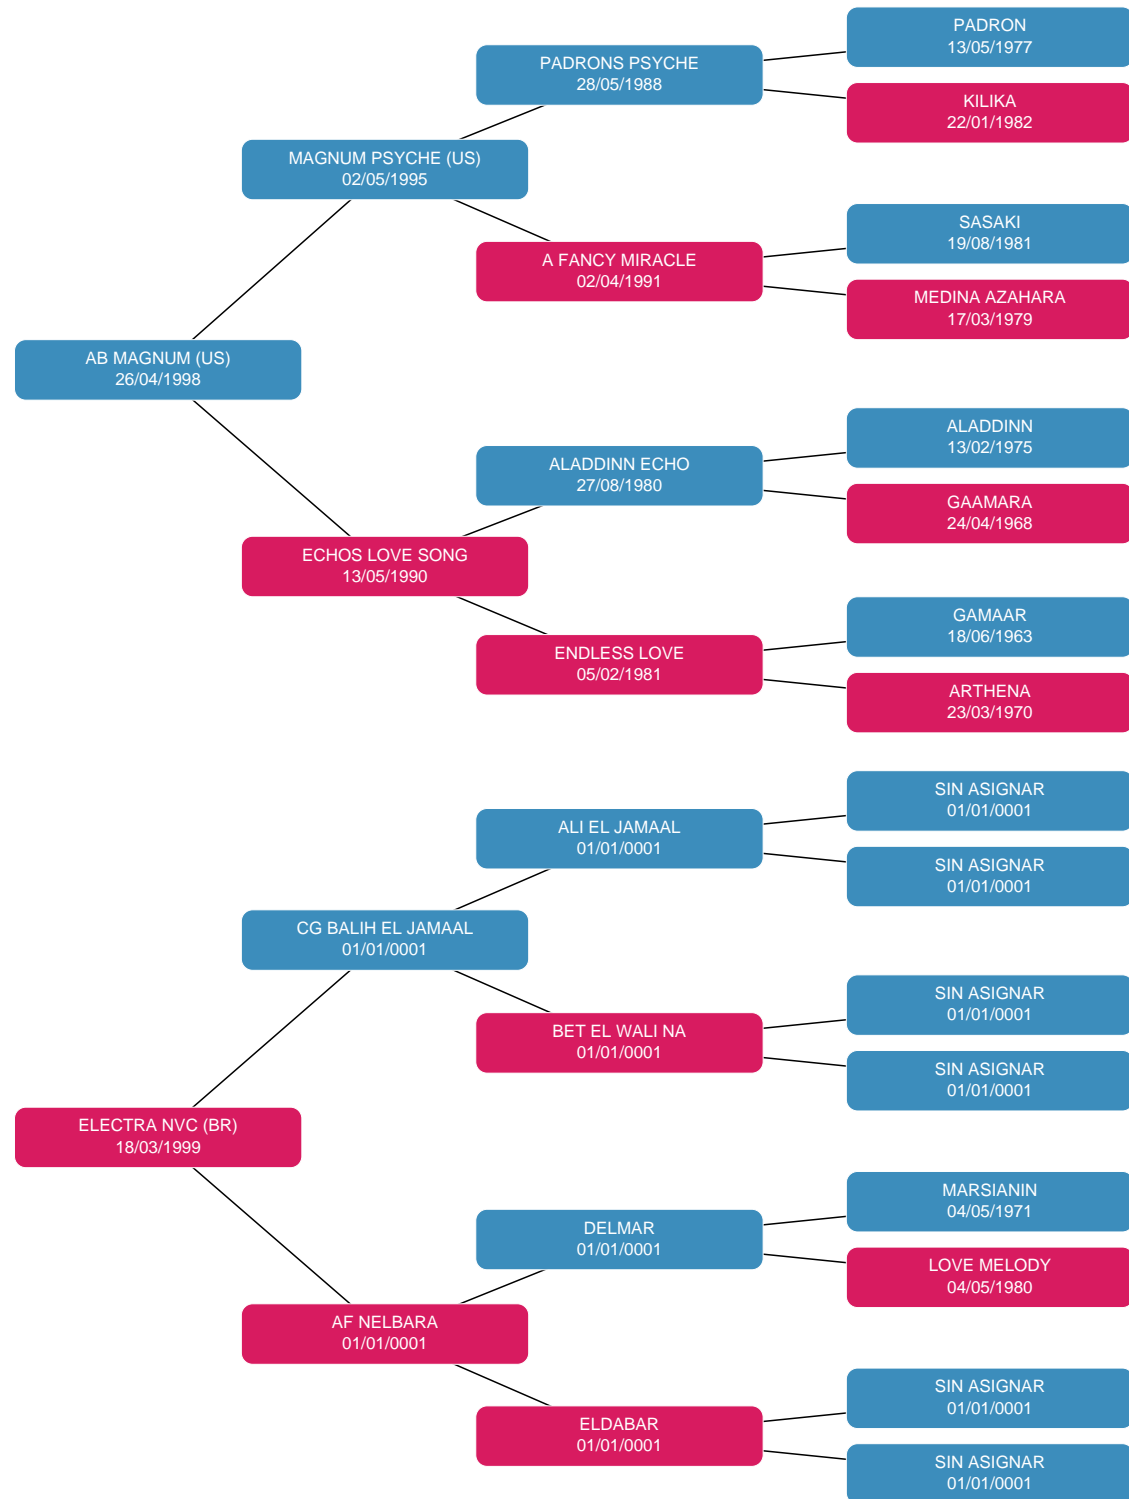 PADRON
13/05/1977
PADRONS PSYCHE
28/05/1988
KILIKA
22/01/1982
MAGNUM PSYCHE (US)
02/05/1995
SASAKI
19/08/1981
A FANCY MIRACLE
02/04/1991
MEDINA AZAHARA
17/03/1979
AB MAGNUM (US)
26/04/1998
ALADDINN
13/02/1975
ALADDINN ECHO
27/08/1980
GAAMARA
24/04/1968
ECHOS LOVE SONG
13/05/1990
GAMAAR
18/06/1963
ENDLESS LOVE
05/02/1981
ARTHENA
23/03/1970
SIN ASIGNAR
01/01/0001
ALI EL JAMAAL
01/01/0001
SIN ASIGNAR
01/01/0001
CG BALIH EL JAMAAL
01/01/0001
SIN ASIGNAR
01/01/0001
BET EL WALI NA
01/01/0001
SIN ASIGNAR
01/01/0001
ELECTRA NVC (BR)
18/03/1999
MARSIANIN
04/05/1971
DELMAR
01/01/0001
LOVE MELODY
04/05/1980
AF NELBARA
01/01/0001
SIN ASIGNAR
01/01/0001
ELDABAR
01/01/0001
SIN ASIGNAR
01/01/0001